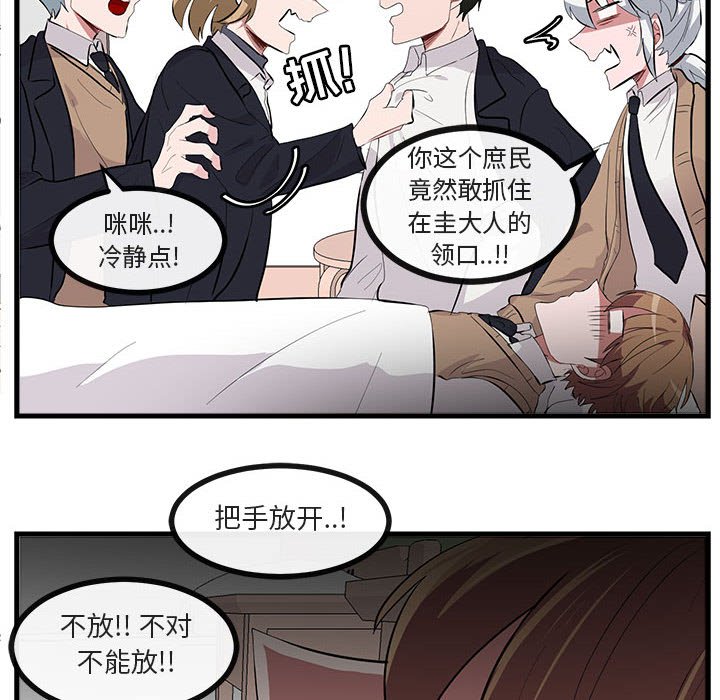 抓!
你这个庶民
竟然敢抓住
在圭大人的
领口..!!
咪咪..!
冷静点!
把手放开..!
不放!! 不对
不能放!!